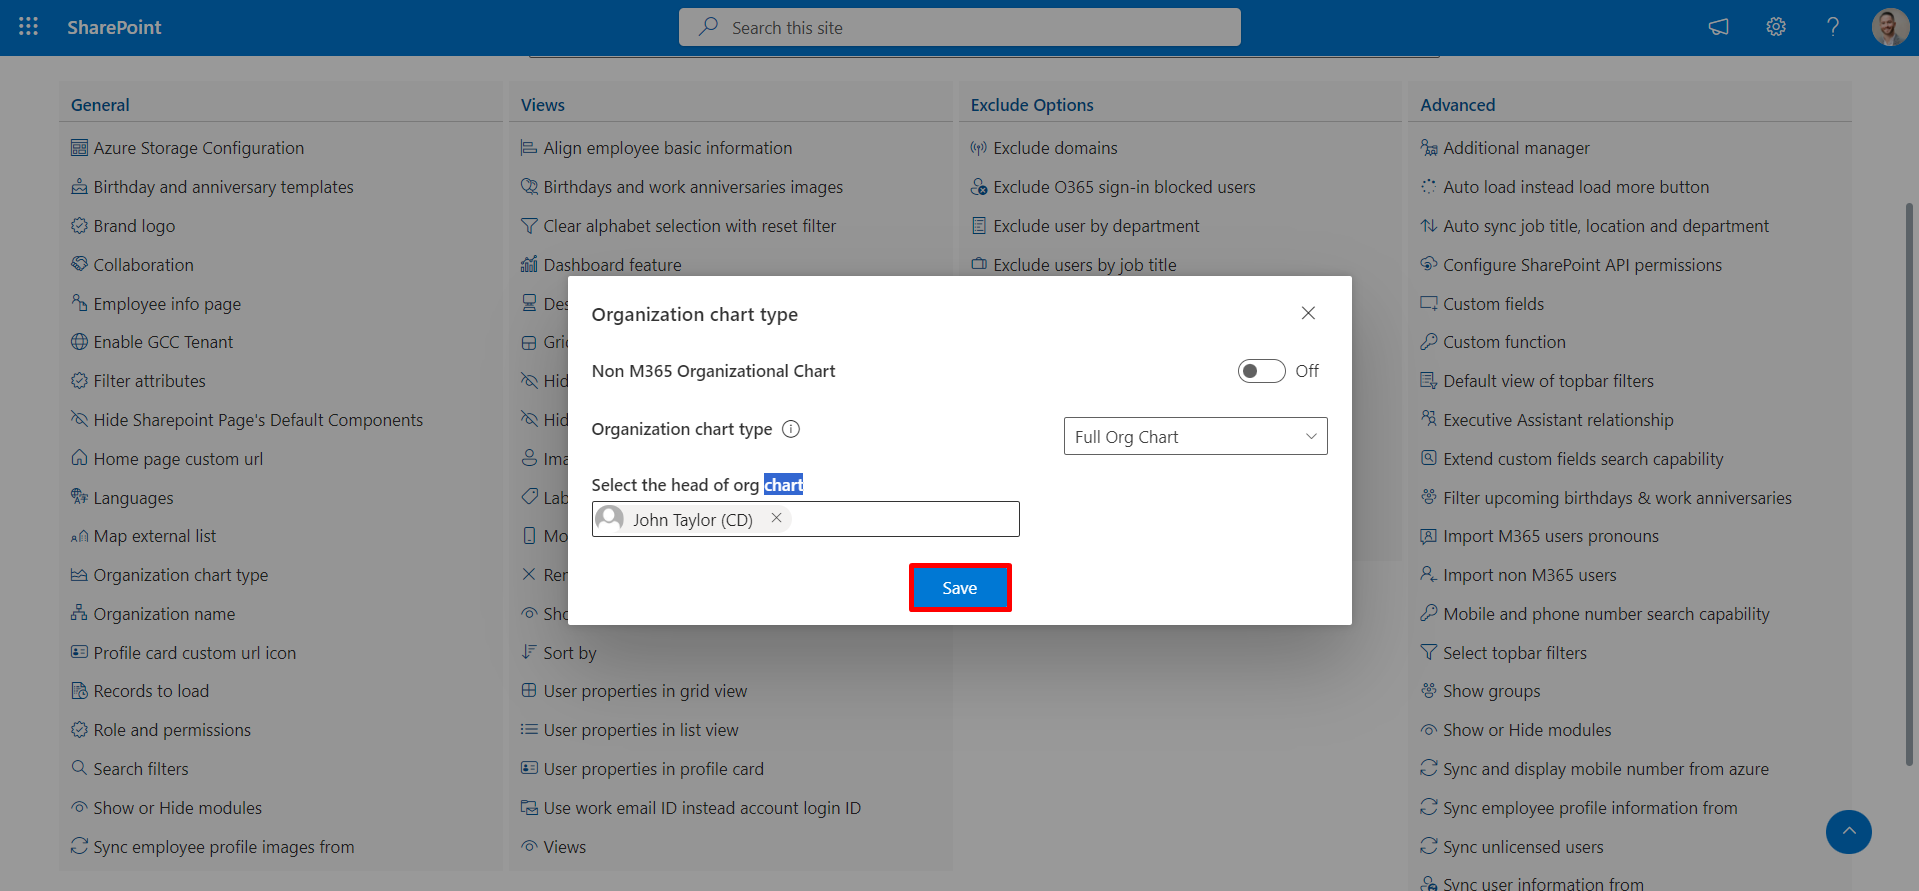 SharePoint
Search this site
General
Azure Storage Configuration
Birthday and anniversary templates
Brand logo
Collaboration
Employee info page
Enable GCC Tenant
Filter attributes
Hide Sharepoint Page's Default Components
Home page custom url
Languages
Map external list
Organization chart type
Organization name
Profile card custom url icon
Records to load
Role and permissions
Search filters
Show or Hide modules
Sync employee profile images from
Views
Align employee basic information
Birthdays and work anniversaries images
Clear alphabet selection with reset filter
Dashboard feature
Des
Grid
Hid
Hid
Ima
Lab
Mo
Ren
Sho
Sort by
User properties in grid view
User properties in list view
User properties in profile card
Use work email ID instead account login ID
Views
Exclude Options
Exclude domains
Exclude O365 sign-in blocked users
Exclude user by department
Exclude users by job title
Organization chart type
Non M365 Organizational Chart
Off
Organization chart type
Full Org Chart
Select the head of org chart
John Taylor (CD)
Save
Advanced
Additional manager
Auto load instead load more button
Auto sync job title, location and department
Configure SharePoint API permissions
Custom fields
Custom function
Default view of topbar filters
Executive Assistant relationship
Extend custom fields search capability
Filter upcoming birthdays & work anniversaries
Import M365 users pronouns
Import non M365 users
Mobile and phone number search capability
Select topbar filters
Show groups
Show or Hide modules
Sync and display mobile number from azure
Sync employee profile information from
Sync unlicensed users
Sync user information from